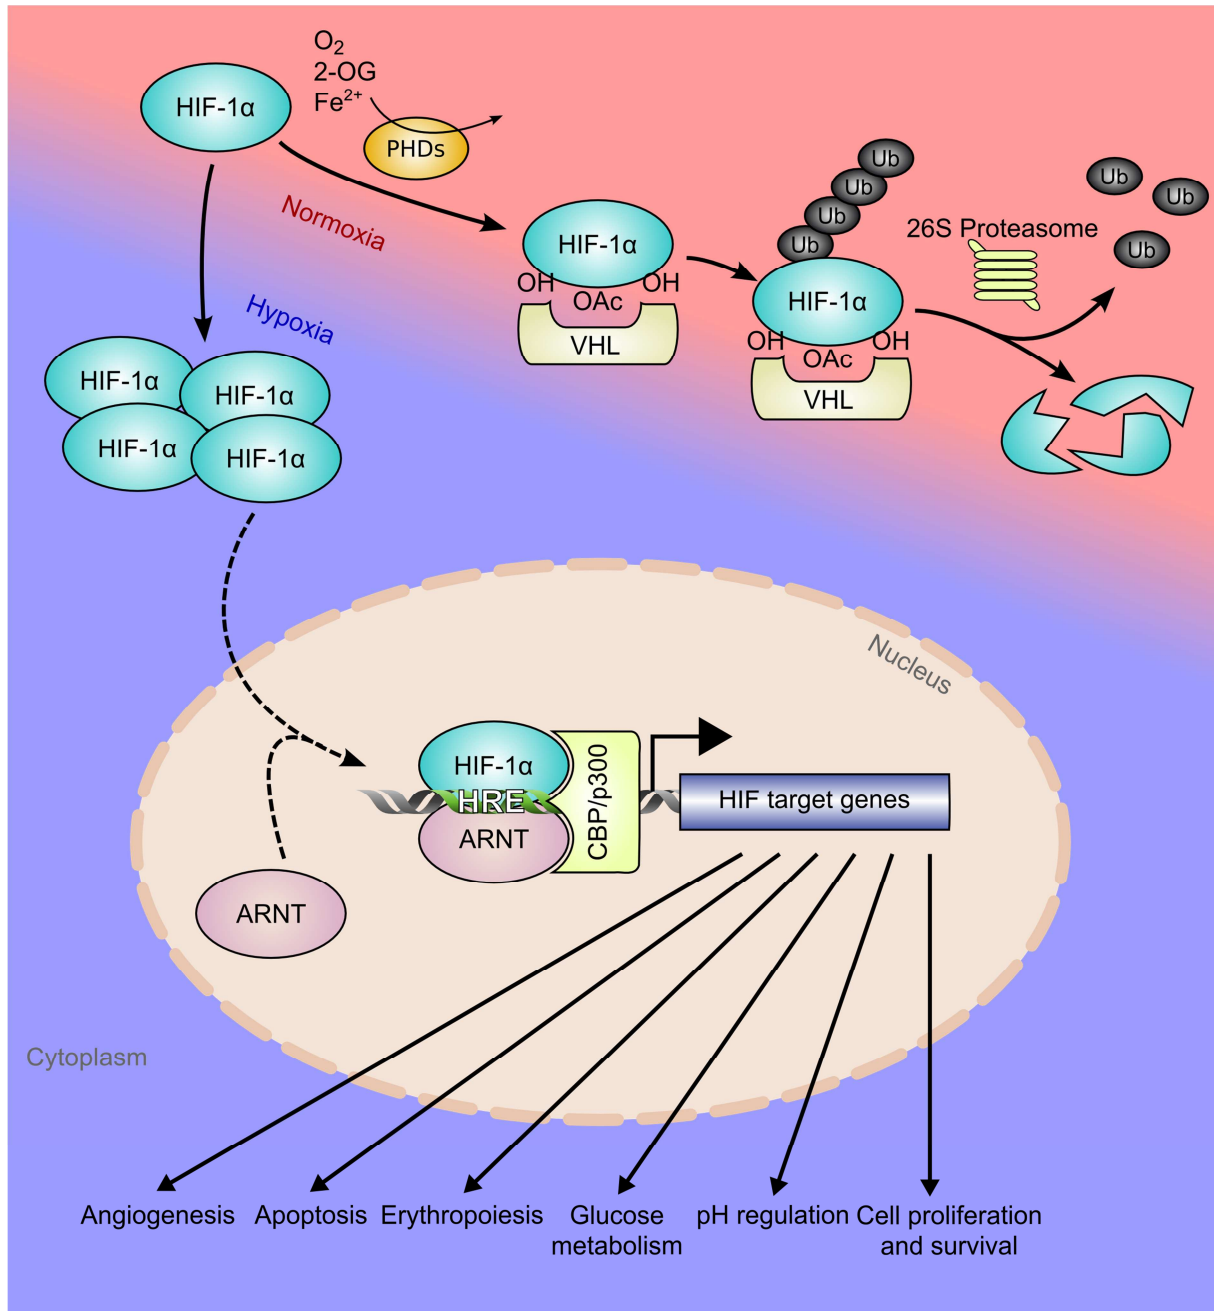 O₂
2-OG
Fe²⁺
HIF-1α
PHDs
Normoxia
Hypoxia
HIF-1α
OH
OAc
OH
VHL
Ub
Ub
Ub
Ub
HIF-1α
OH
OAc
OH
VHL
26S Proteasome
Ub
Ub
Ub
HIF-1α
HIF-1α
HIF-1α
HIF-1α
Nucleus
HIF-1α
HRE
ARNT
CBP/p300
HIF target genes
ARNT
Cytoplasm
Angiogenesis
Apoptosis
Erythropoiesis
Glucose
metabolism
pH regulation
Cell proliferation
and survival